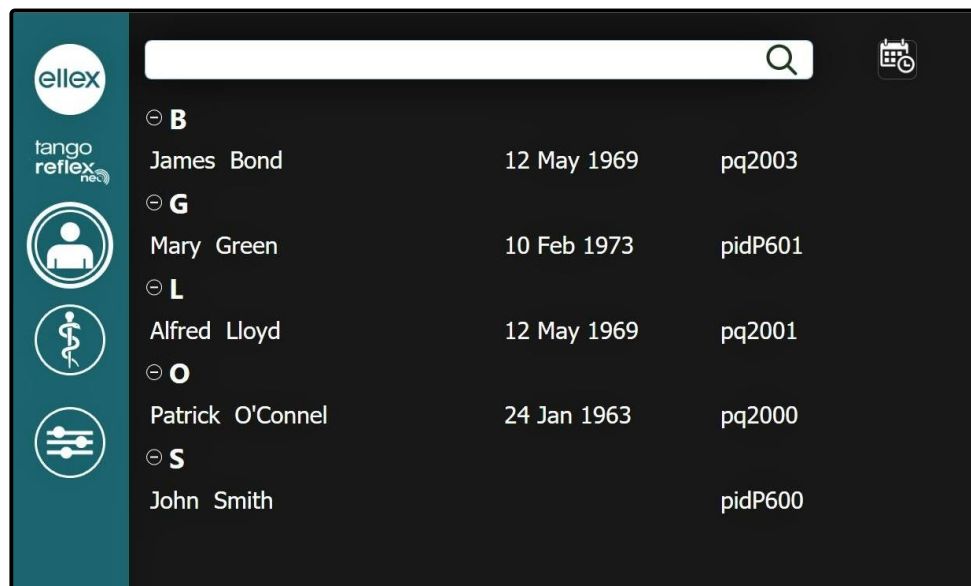 ellex
tango
reflex
neo
B
James Bond 12 May 1969 pq2003
G
Mary Green 10 Feb 1973 pidP601
L
Alfred Lloyd 12 May 1969 pq2001
O
Patrick O'Connel 24 Jan 1963 pq2000
S
John Smith pidP600